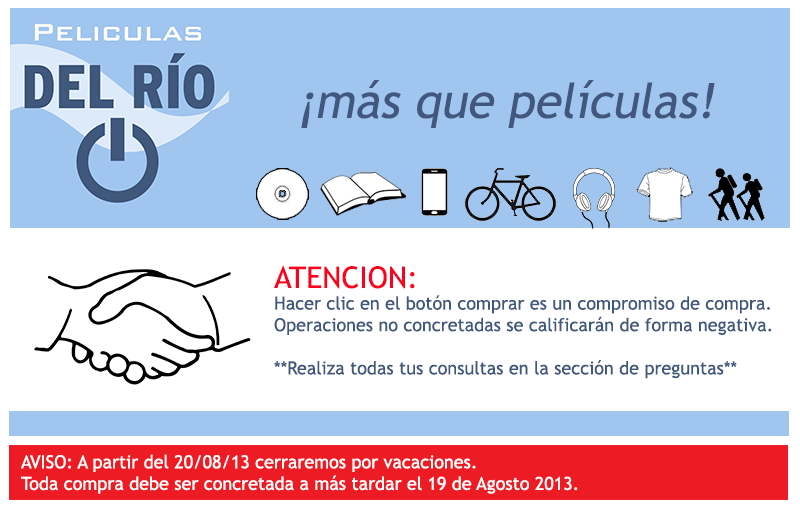 PELICULAS
DEL RÍO
¡más que películas!
ATENCION:
Hacer clic en el botón comprar es un compromiso de compra.
Operaciones no concretadas se calificarán de forma negativa.
**Realiza todas tus consultas en la sección de preguntas**
AVISO: A partir del 20/08/13 cerraremos por vacaciones.
Toda compra debe ser concretada a más tardar el 19 de Agosto 2013.